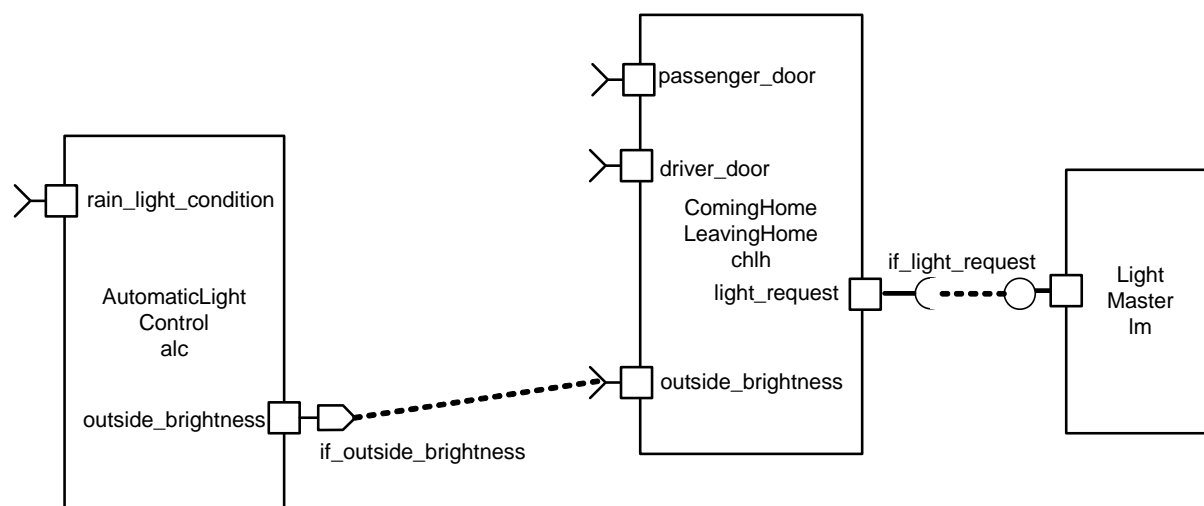 passenger_door
driver_door
rain_light_condition
ComingHome
LeavingHome
chlh
if_light_request
light_request
Light
Master
lm
AutomaticLight
Control
alc
outside_brightness
outside_brightness
if_outside_brightness